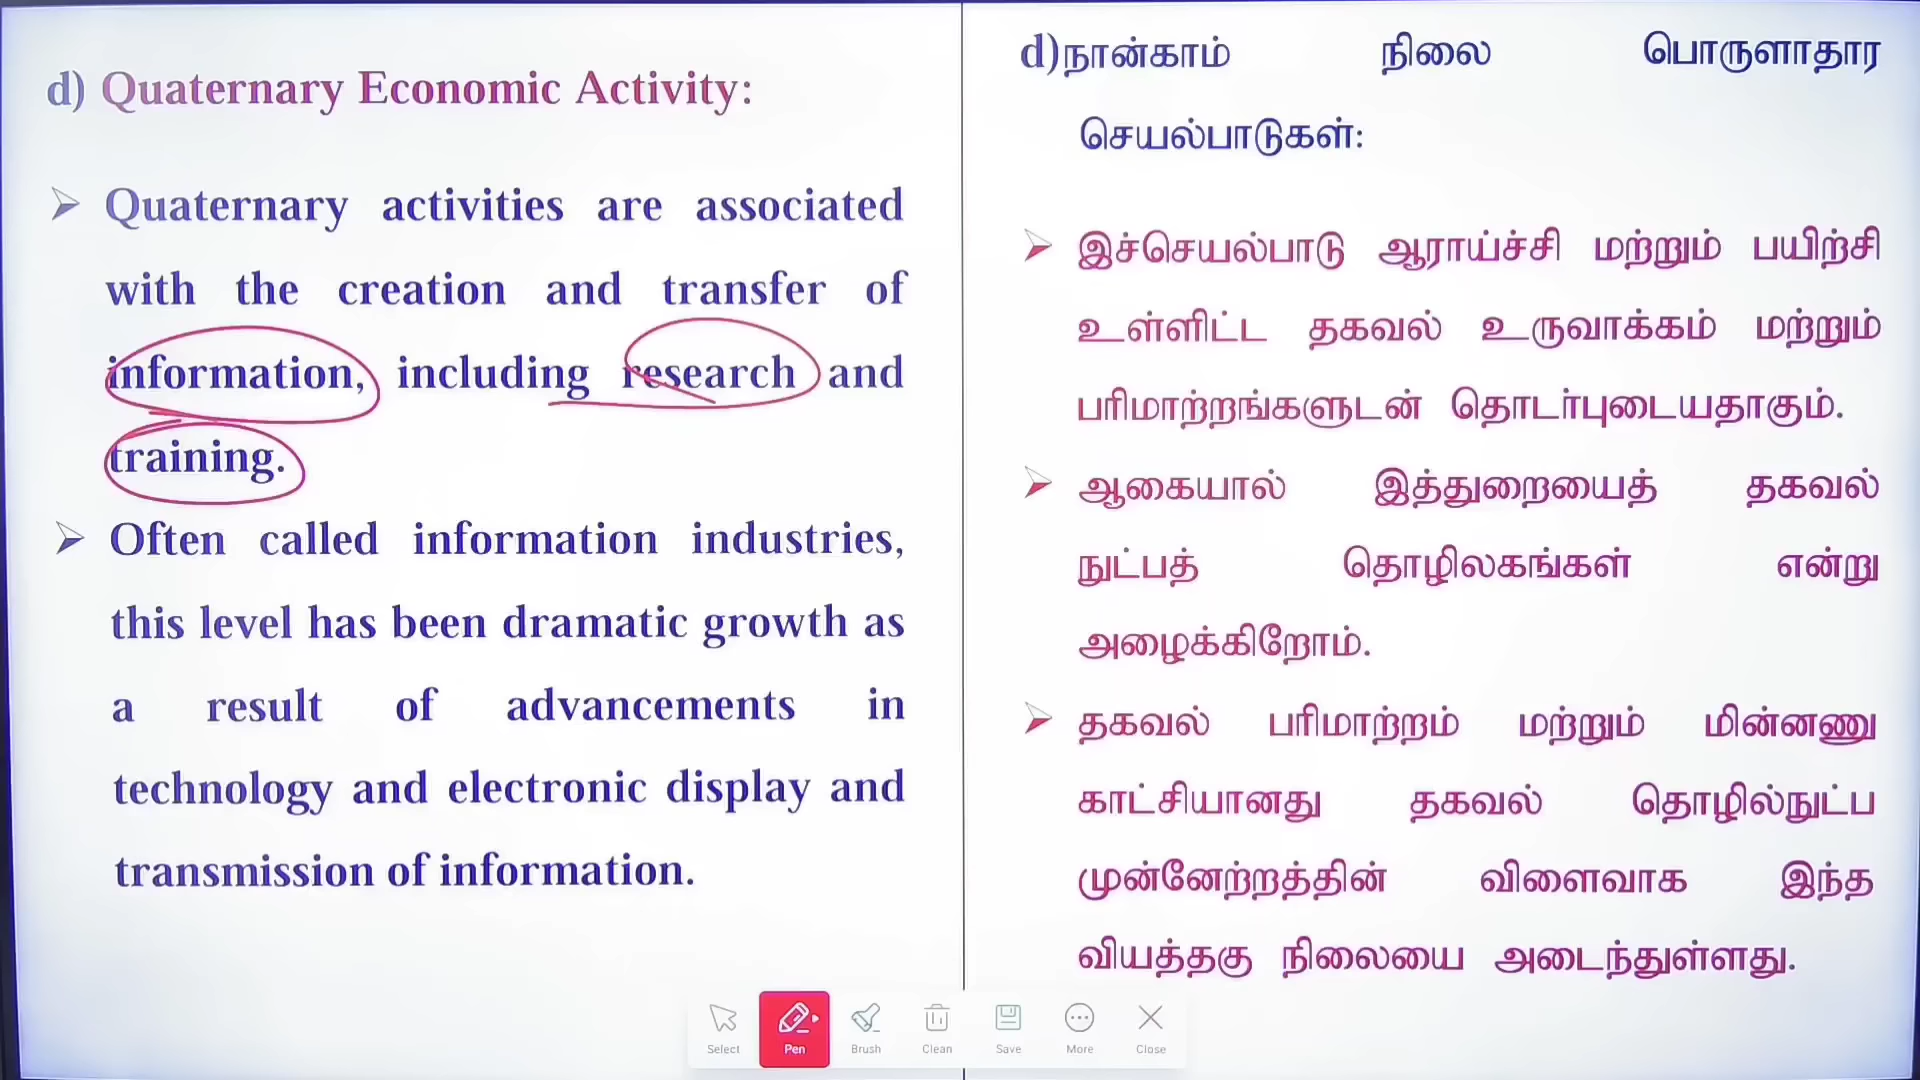 d) Quaternary Economic Activity:
➢ Quaternary activities are associated
with the creation and transfer of
information, including research and
training.
➢ Often called information industries,
this level has been dramatic growth as
a result of advancements in
technology and electronic display and
transmission of information.
d)நான்காம் நிலை பொருளாதார
செயல்பாடுகள்:
➢ இச்செயல்பாடு ஆராய்ச்சி மற்றும் பயிற்சி
உள்ளிட்ட தகவல் உருவாக்கம் மற்றும்
பரிமாற்றங்களுடன் தொடர்புடையதாகும்.
➢ ஆகையால் இத்துறையைத் தகவல்
நுட்பத் தொழிலகங்கள் என்று
அழைக்கிறோம்.
➢ தகவல் பரிமாற்றம் மற்றும் மின்னணு
காட்சியானது தகவல் தொழில்நுட்ப
முன்னேற்றத்தின் விளைவாக இந்த
வியத்தகு நிலையை அடைந்துள்ளது.
Select Pen Brush Clean Save More Close